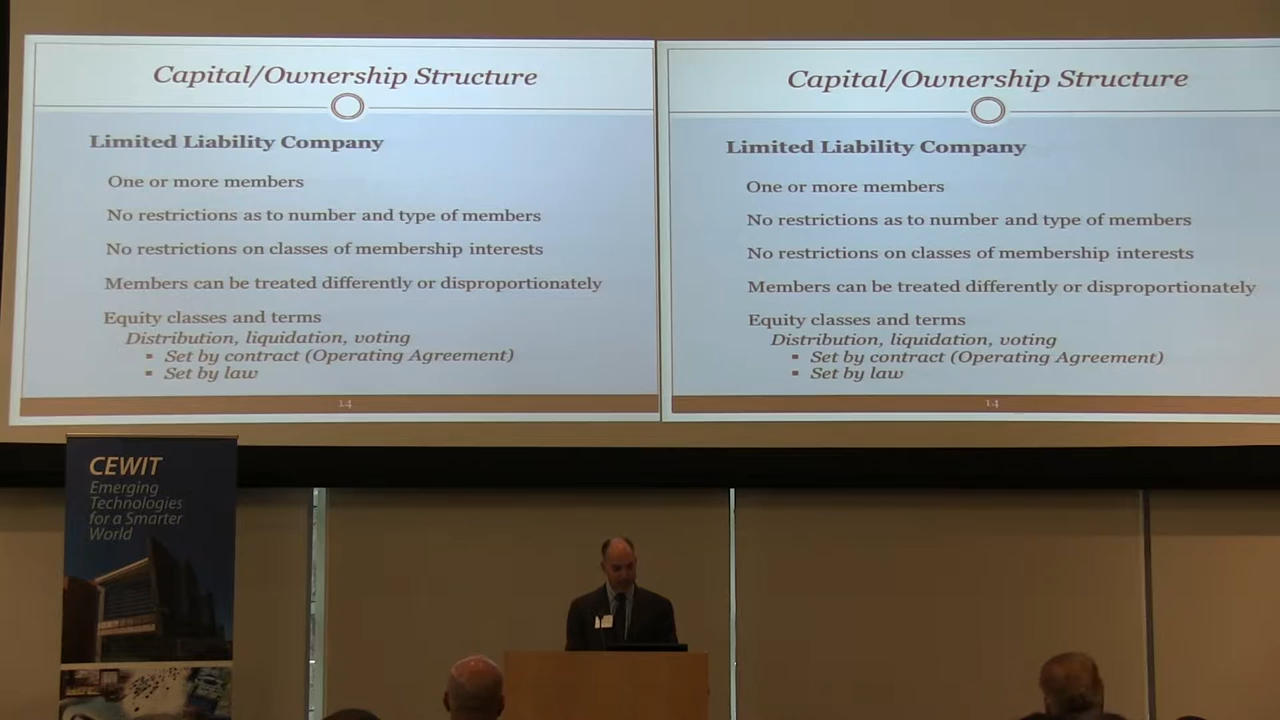 Capital/Ownership Structure
Limited Liability Company
One or more members
No restrictions as to number and type of members
No restrictions on classes of membership interests
Members can be treated differently or disproportionately
Equity classes and terms
Distribution, liquidation, voting
▪ Set by contract (Operating Agreement)
▪ Set by law
14
Capital/Ownership Structure
Limited Liability Company
One or more members
No restrictions as to number and type of members
No restrictions on classes of membership interests
Members can be treated differently or disproportionately
Equity classes and terms
Distribution, liquidation, voting
▪ Set by contract (Operating Agreement)
▪ Set by law
14
CEWIT
Emerging
Technologies
for a Smarter
World